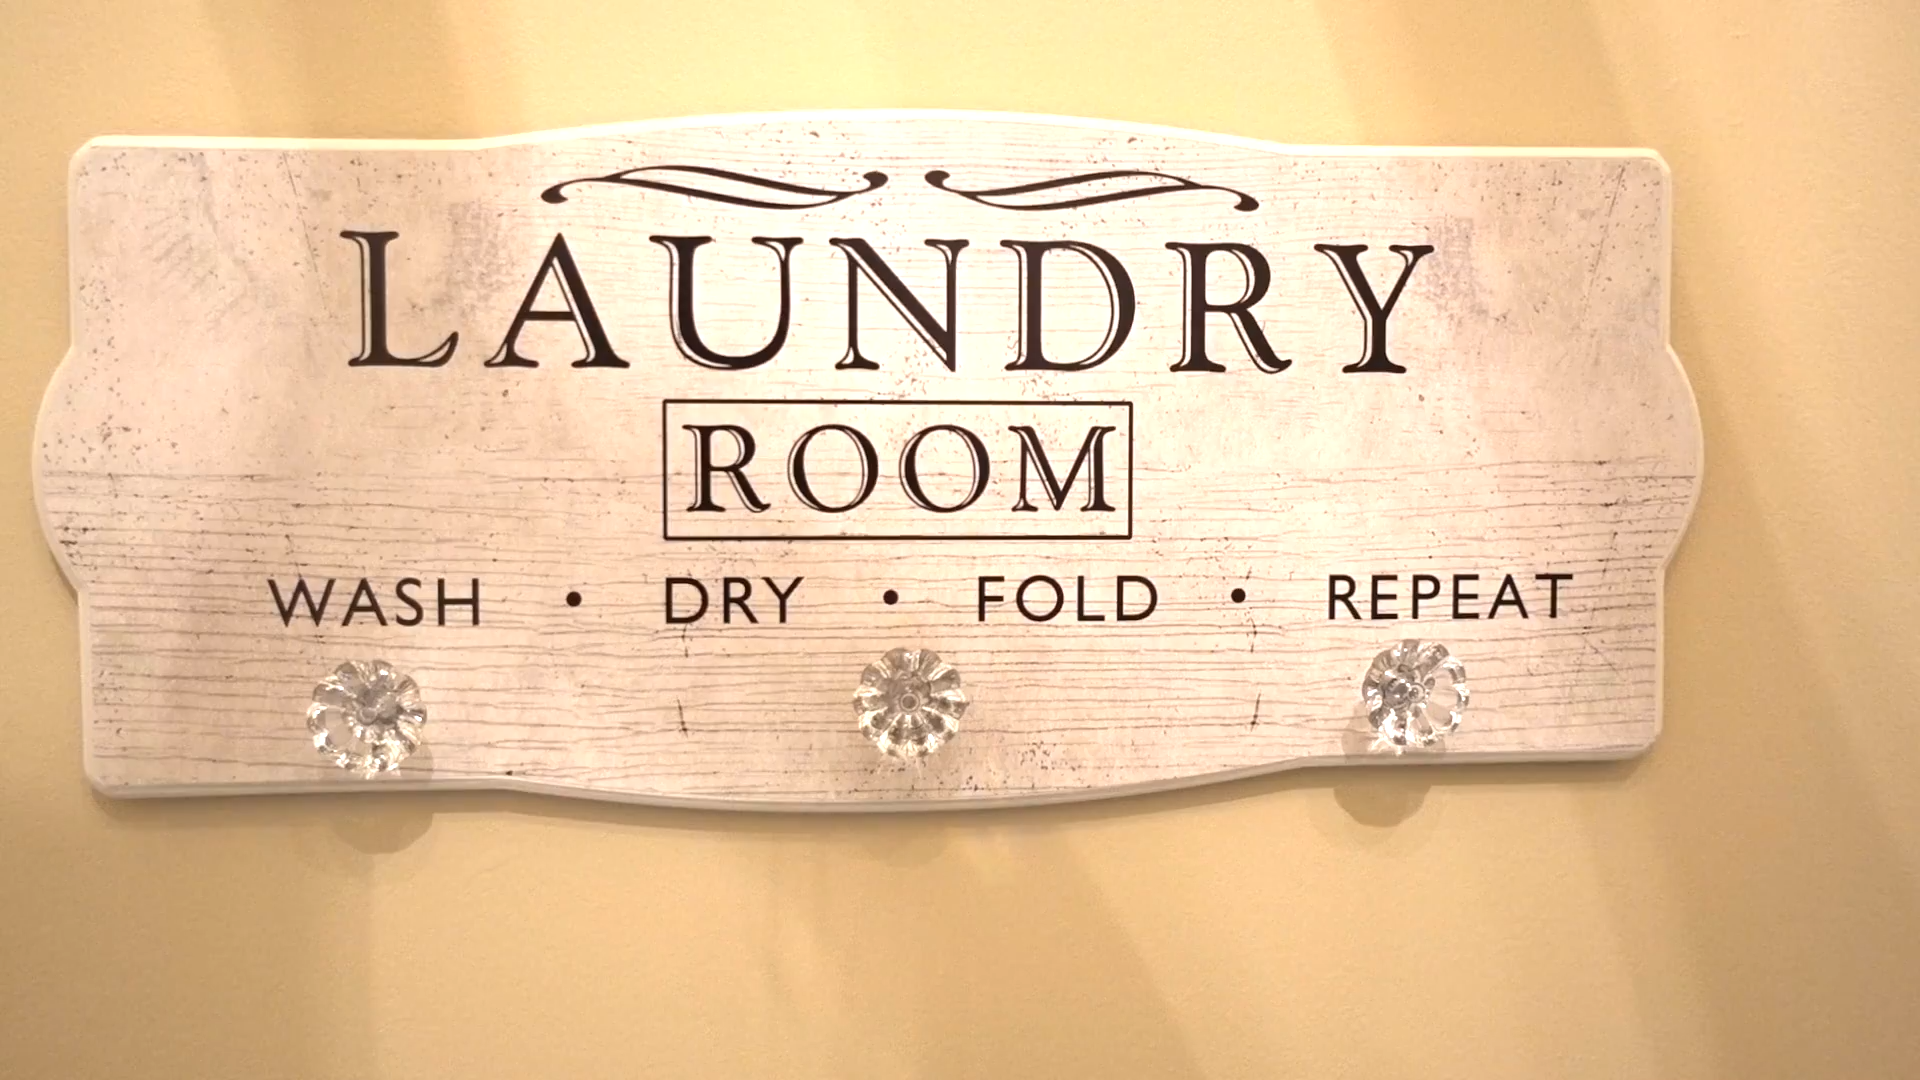 LAUNDRY
ROOM
WASH • DRY • FOLD • REPEAT